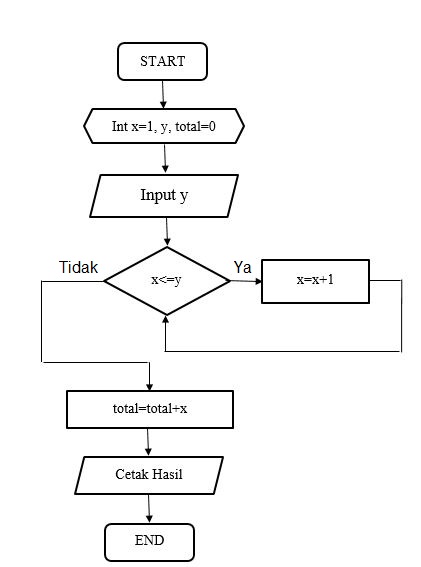 START
Int x=1, y, total=0
Input y
Tidak
x<=y
Ya
x=x+1
total=total+x
Cetak Hasil
END